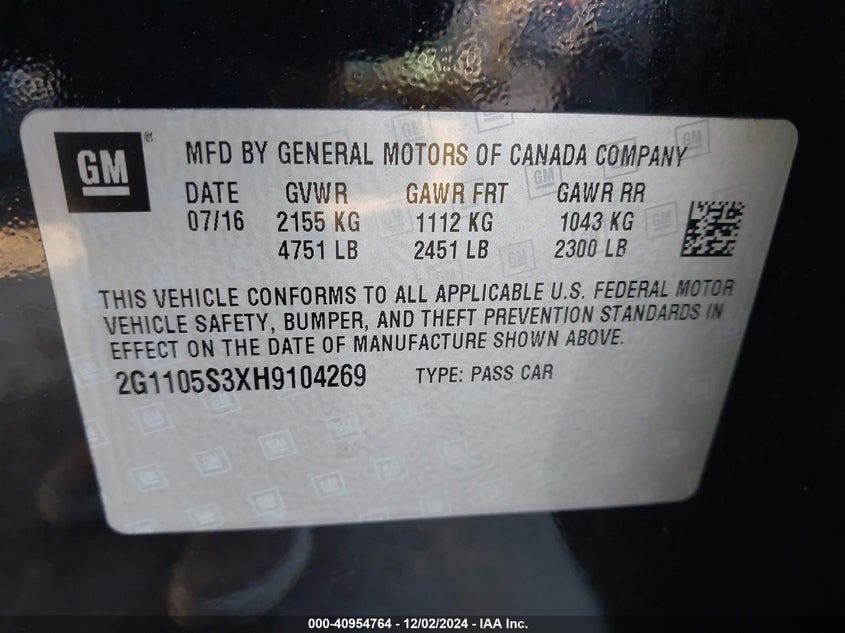 GM ®
MFD BY GENERAL MOTORS OF CANADA COMPANY
DATE GVWR GAWR FRT GAWR RR
07/16 2155 KG 1112 KG 1043 KG
4751 LB 2451 LB 2300 LB
THIS VEHICLE CONFORMS TO ALL APPLICABLE U.S. FEDERAL MOTOR
VEHICLE SAFETY, BUMPER, AND THEFT PREVENTION STANDARDS IN
EFFECT ON THE DATE OF MANUFACTURE SHOWN ABOVE.
2G1105S3XH9104269 TYPE: PASS CAR
000-40954764 - 12/02/2024 - IAA Inc.